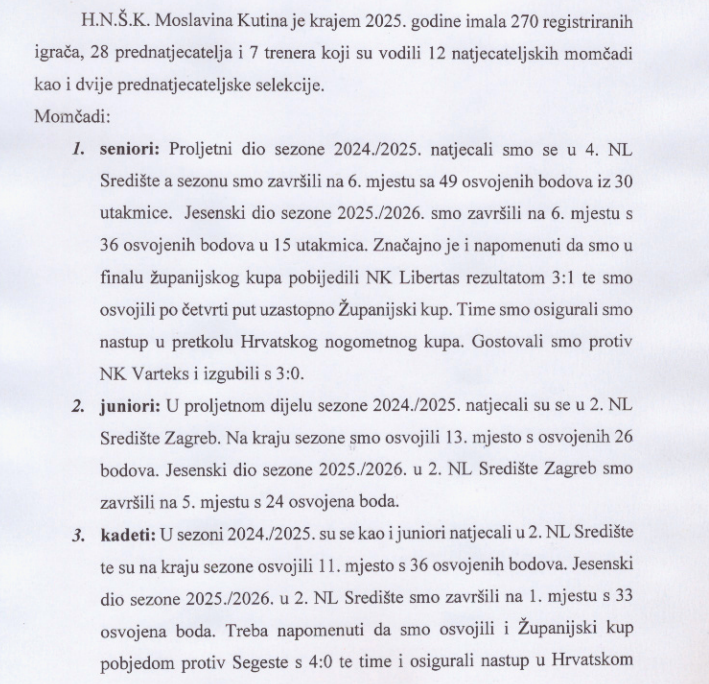 H.N.Š.K. Moslavina Kutina je krajem 2025. godine imala 270 registriranih
igrača, 28 prednatjecatelja i 7 trenera koji su vodili 12 natjecateljskih momčadi
kao i dvije prednatjecateljske selekcije.
Momčadi:
1. seniori: Proljetni dio sezone 2024./2025. natjecali smo se u 4. NL
Središte a sezonu smo završili na 6. mjestu sa 49 osvojenih bodova iz 30
utakmice. Jesenski dio sezone 2025./2026. smo završili na 6. mjestu s
36 osvojenih bodova u 15 utakmica. Značajno je i napomenuti da smo u
finalu županijskog kupa pobijedili NK Libertas rezultatom 3:1 te smo
osvojili po četvrti put uzastopno Županijski kup. Time smo osigurali smo
nastup u pretkolu Hrvatskog nogometnog kupa. Gostovali smo protiv
NK Varteks i izgubili s 3:0.
2. juniori: U proljetnom dijelu sezone 2024./2025. natjecali su se u 2. NL
Središte Zagreb. Na kraju sezone smo osvojili 13. mjesto s osvojenih 26
bodova. Jesenski dio sezone 2025./2026. u 2. NL Središte Zagreb smo
završili na 5. mjestu s 24 osvojena boda.
3. kadeti: U sezoni 2024./2025. su se kao i juniori natjecali u 2. NL Središte
te su na kraju sezone osvojili 11. mjesto s 36 osvojenih bodova. Jesenski
dio sezone 2025./2026. u 2. NL Središte smo završili na 1. mjestu s 33
osvojena boda. Treba napomenuti da smo osvojili i Županijski kup
pobjedom protiv Segeste s 4:0 te time i osigurali nastup u Hrvatskom